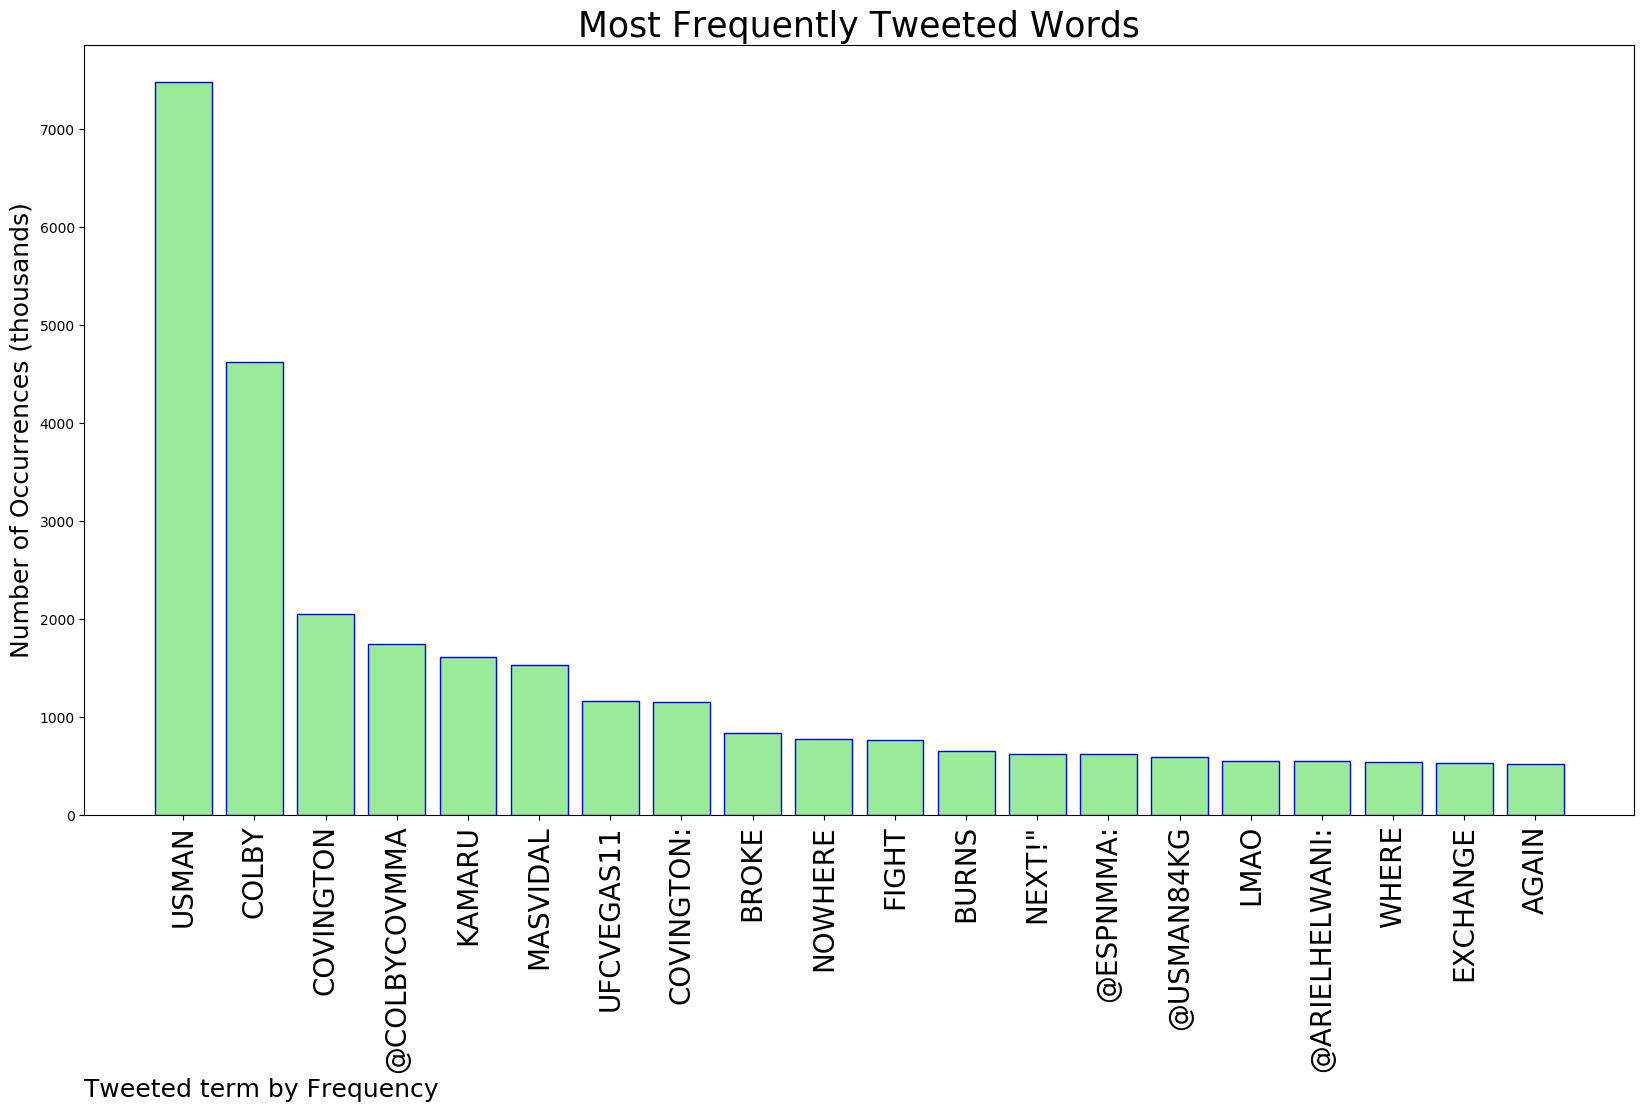 Most Frequently Tweeted Words
Number of Occurrences (thousands)
7000
6000
5000
4000
3000
2000
1000
0
USMAN
COLBY
COVINGTON
@COLBYCOVMMA
KAMARU
MASVIDAL
UFCVEGAS11
COVINGTON:
BROKE
NOWHERE
FIGHT
BURNS
NEXT!"
@ESPNMMA:
@USMAN84KG
LMAO
@ARIELHELWANI:
WHERE
EXCHANGE
AGAIN
Tweeted term by Frequency